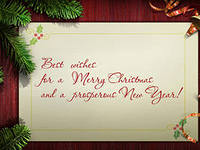 Best wishes
for a Merry Christmas
and a prosperous New Year!